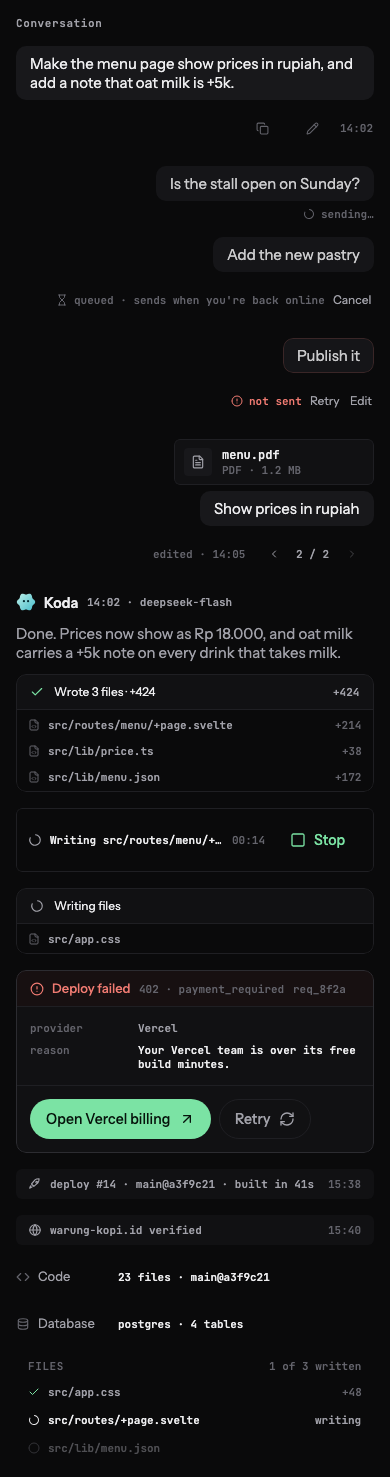 Conversation
Make the menu page show prices in rupiah, and
add a note that oat milk is +5k.
14:02
Is the stall open on Sunday?
sending…
Add the new pastry
queued · sends when you're back online Cancel
Publish it
not sent Retry Edit
menu.pdf
PDF · 1.2 MB
Show prices in rupiah
edited · 14:05 2 / 2
Koda 14:02 · deepseek-flash
Done. Prices now show as Rp 18.000, and oat milk
carries a +5k note on every drink that takes milk.
Wrote 3 files · +424 +424
src/routes/menu/+page.svelte +214
src/lib/price.ts +38
src/lib/menu.json +172
Writing src/routes/menu/+… 00:14 Stop
Writing files
src/app.css
Deploy failed 402 · payment_required req_8f2a
provider Vercel
reason Your Vercel team is over its free
build minutes.
Open Vercel billing Retry
deploy #14 · main@a3f9c21 · built in 41s 15:38
warung-kopi.id verified 15:40
Code 23 files · main@a3f9c21
Database postgres · 4 tables
FILES 1 of 3 written
src/app.css +48
src/routes/+page.svelte writing
src/lib/menu.json